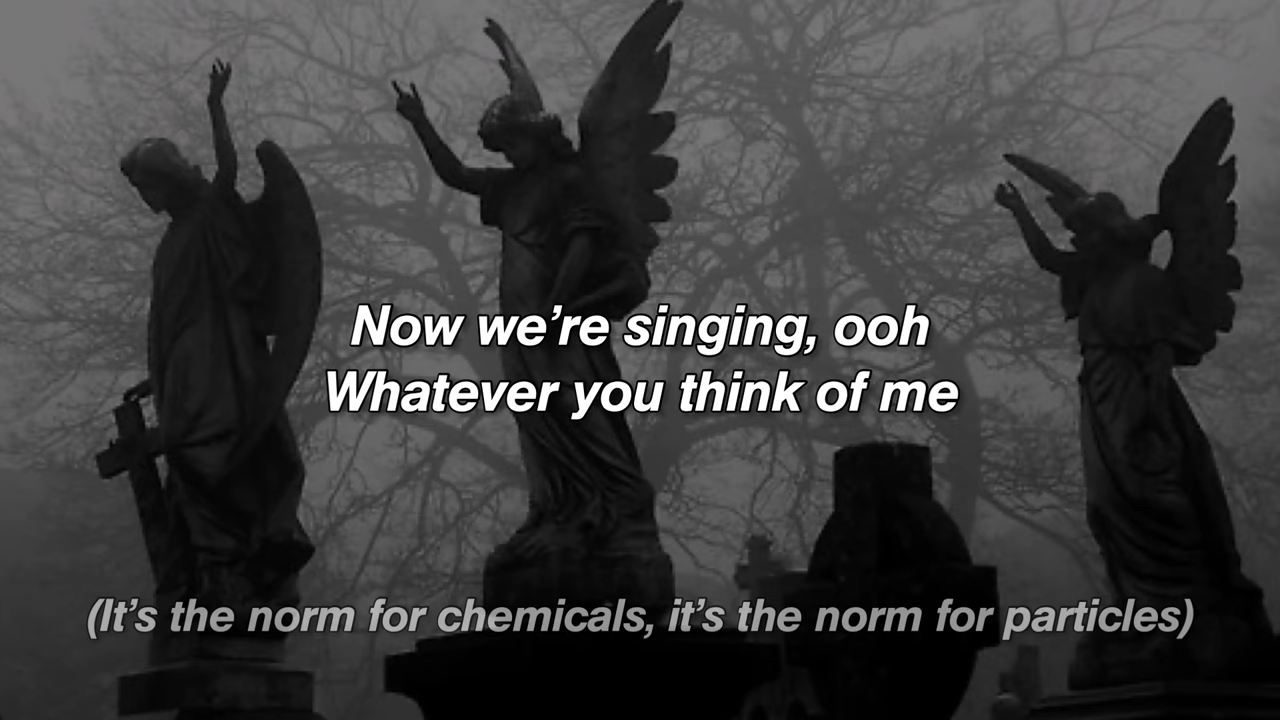 Now we’re singing, ooh
Whatever you think of me
(It’s the norm for chemicals, it’s the norm for particles)